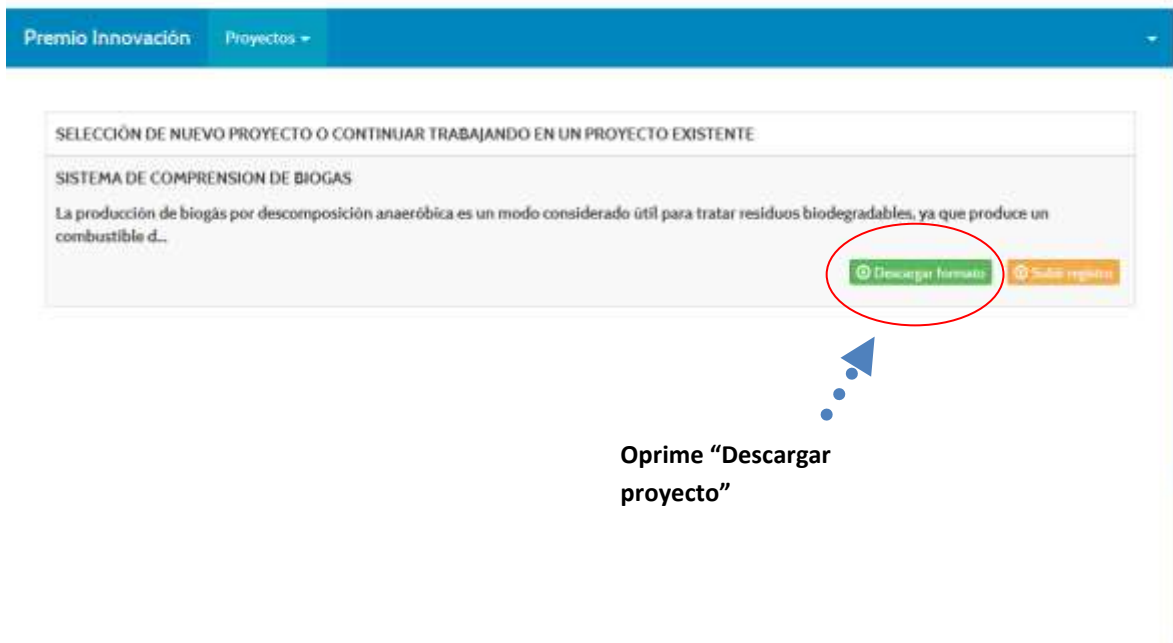 Premio Innovación Proyectos
SELECCIÓN DE NUEVO PROYECTO O CONTINUAR TRABAJANDO EN UN PROYECTO EXISTENTE
SISTEMA DE COMPRENSION DE BIOGAS
La producción de biogás por descomposición anaeróbica es un modo considerado útil para tratar residuos biodegradables, ya que produce un
combustible d...
Descargar formato Subir registro
Oprime “Descargar
proyecto”